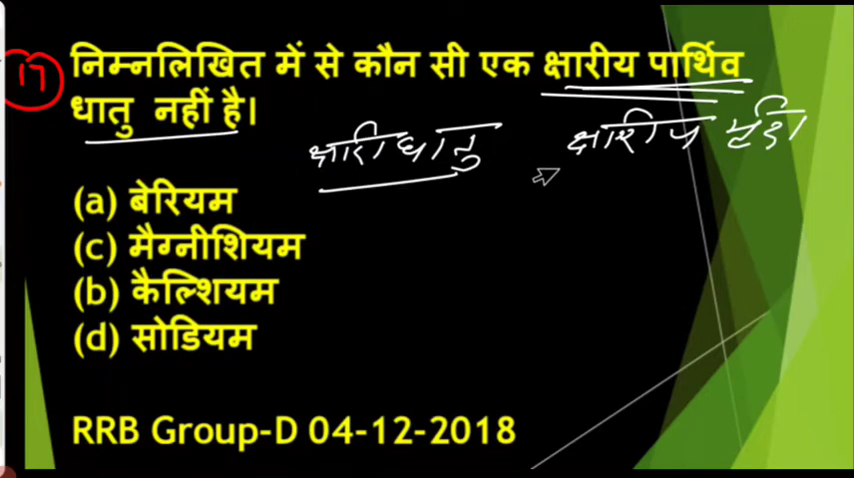 17
निम्नलिखित में से कौन सी एक क्षारीय पार्थिव
धातु नहीं है।
क्षारीय मृदा
क्षारीधातु
(a) बेरियम
(c) मैग्नीशियम
(b) कैल्शियम
(d) सोडियम
RRB Group-D 04-12-2018